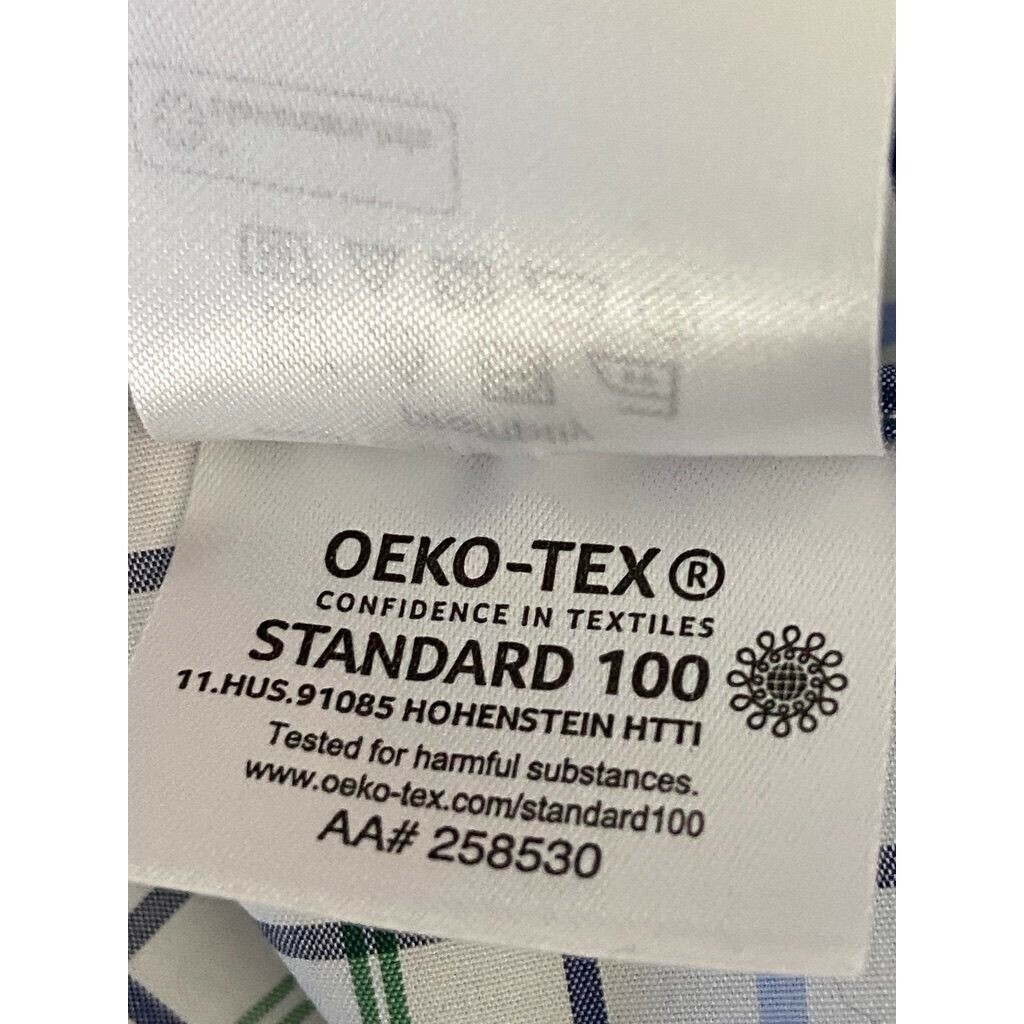 OEKO-TEX®
CONFIDENCE IN TEXTILES
STANDARD 100
11.HUS.91085 HOHENSTEIN HTTI
Tested for harmful substances.
www.oeko-tex.com/standard100
AA# 258530